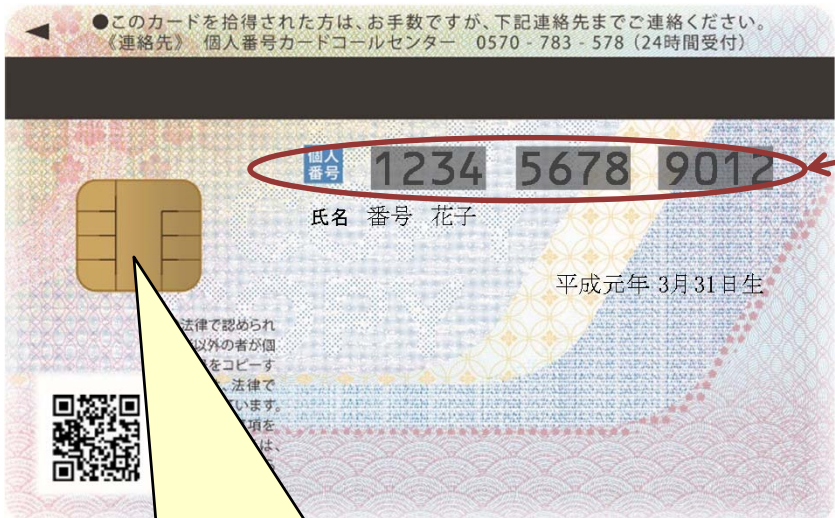 ●このカードを拾得された方は、お手数ですが、下記連絡先までご連絡ください。
《連絡先》 個人番号カードコールセンター 0570 - 783 - 578（24時間受付）
個人番号 1234 5678 9012
氏名 番号 花子
平成元年 3月31日生
法律で認められ
以外の者が個
をコピーす
、法律で
ています。
項を
は、